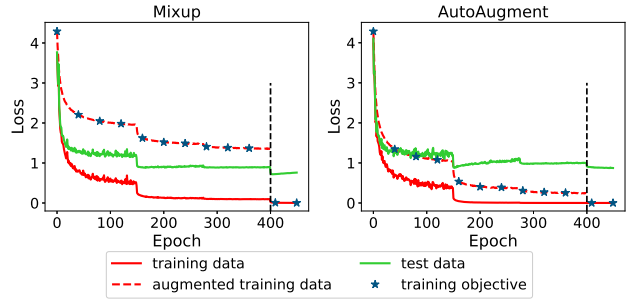 Mixup
AutoAugment
Loss
4
3
2
1
0
0 100 200 300 400
Epoch
Loss
4
3
2
1
0
0 100 200 300 400
Epoch
training data
augmented training data
test data
training objective